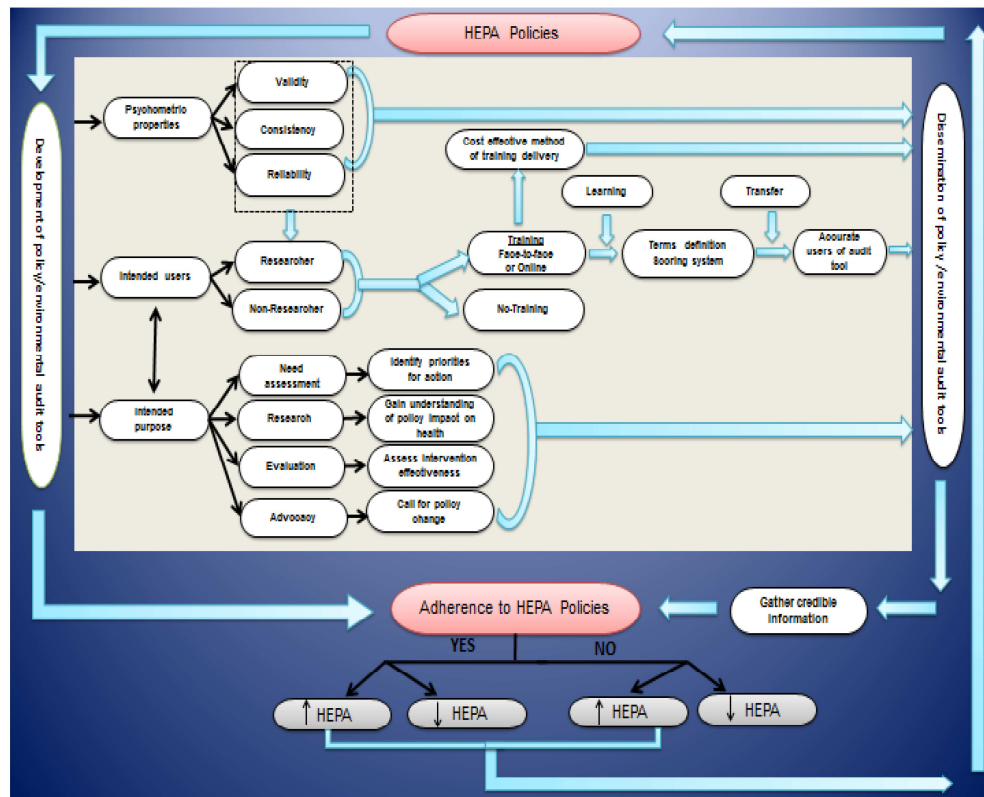 HEPA Policies
Development of policy/environmental audit tools
Psychometric
properties
Validity
Consistency
Reliability
Cost effective method
of training delivery
Learning
Transfer
Intended users
Researcher
Non-Researcher
Training
Face-to-face
or Online
No-Training
Terms definition
Scoring system
Accurate
users of audit
tool
Intended
purpose
Need
assessment
Identify priorities
for action
Research
Gain understanding
of policy impact on
health
Evaluation
Assess intervention
effectiveness
Advocacy
Call for policy
change
Dissemination of policy/environmental audit tools
Adherence to HEPA Policies
Gather credible
information
YES
NO
↑ HEPA
↓ HEPA
↑ HEPA
↓ HEPA